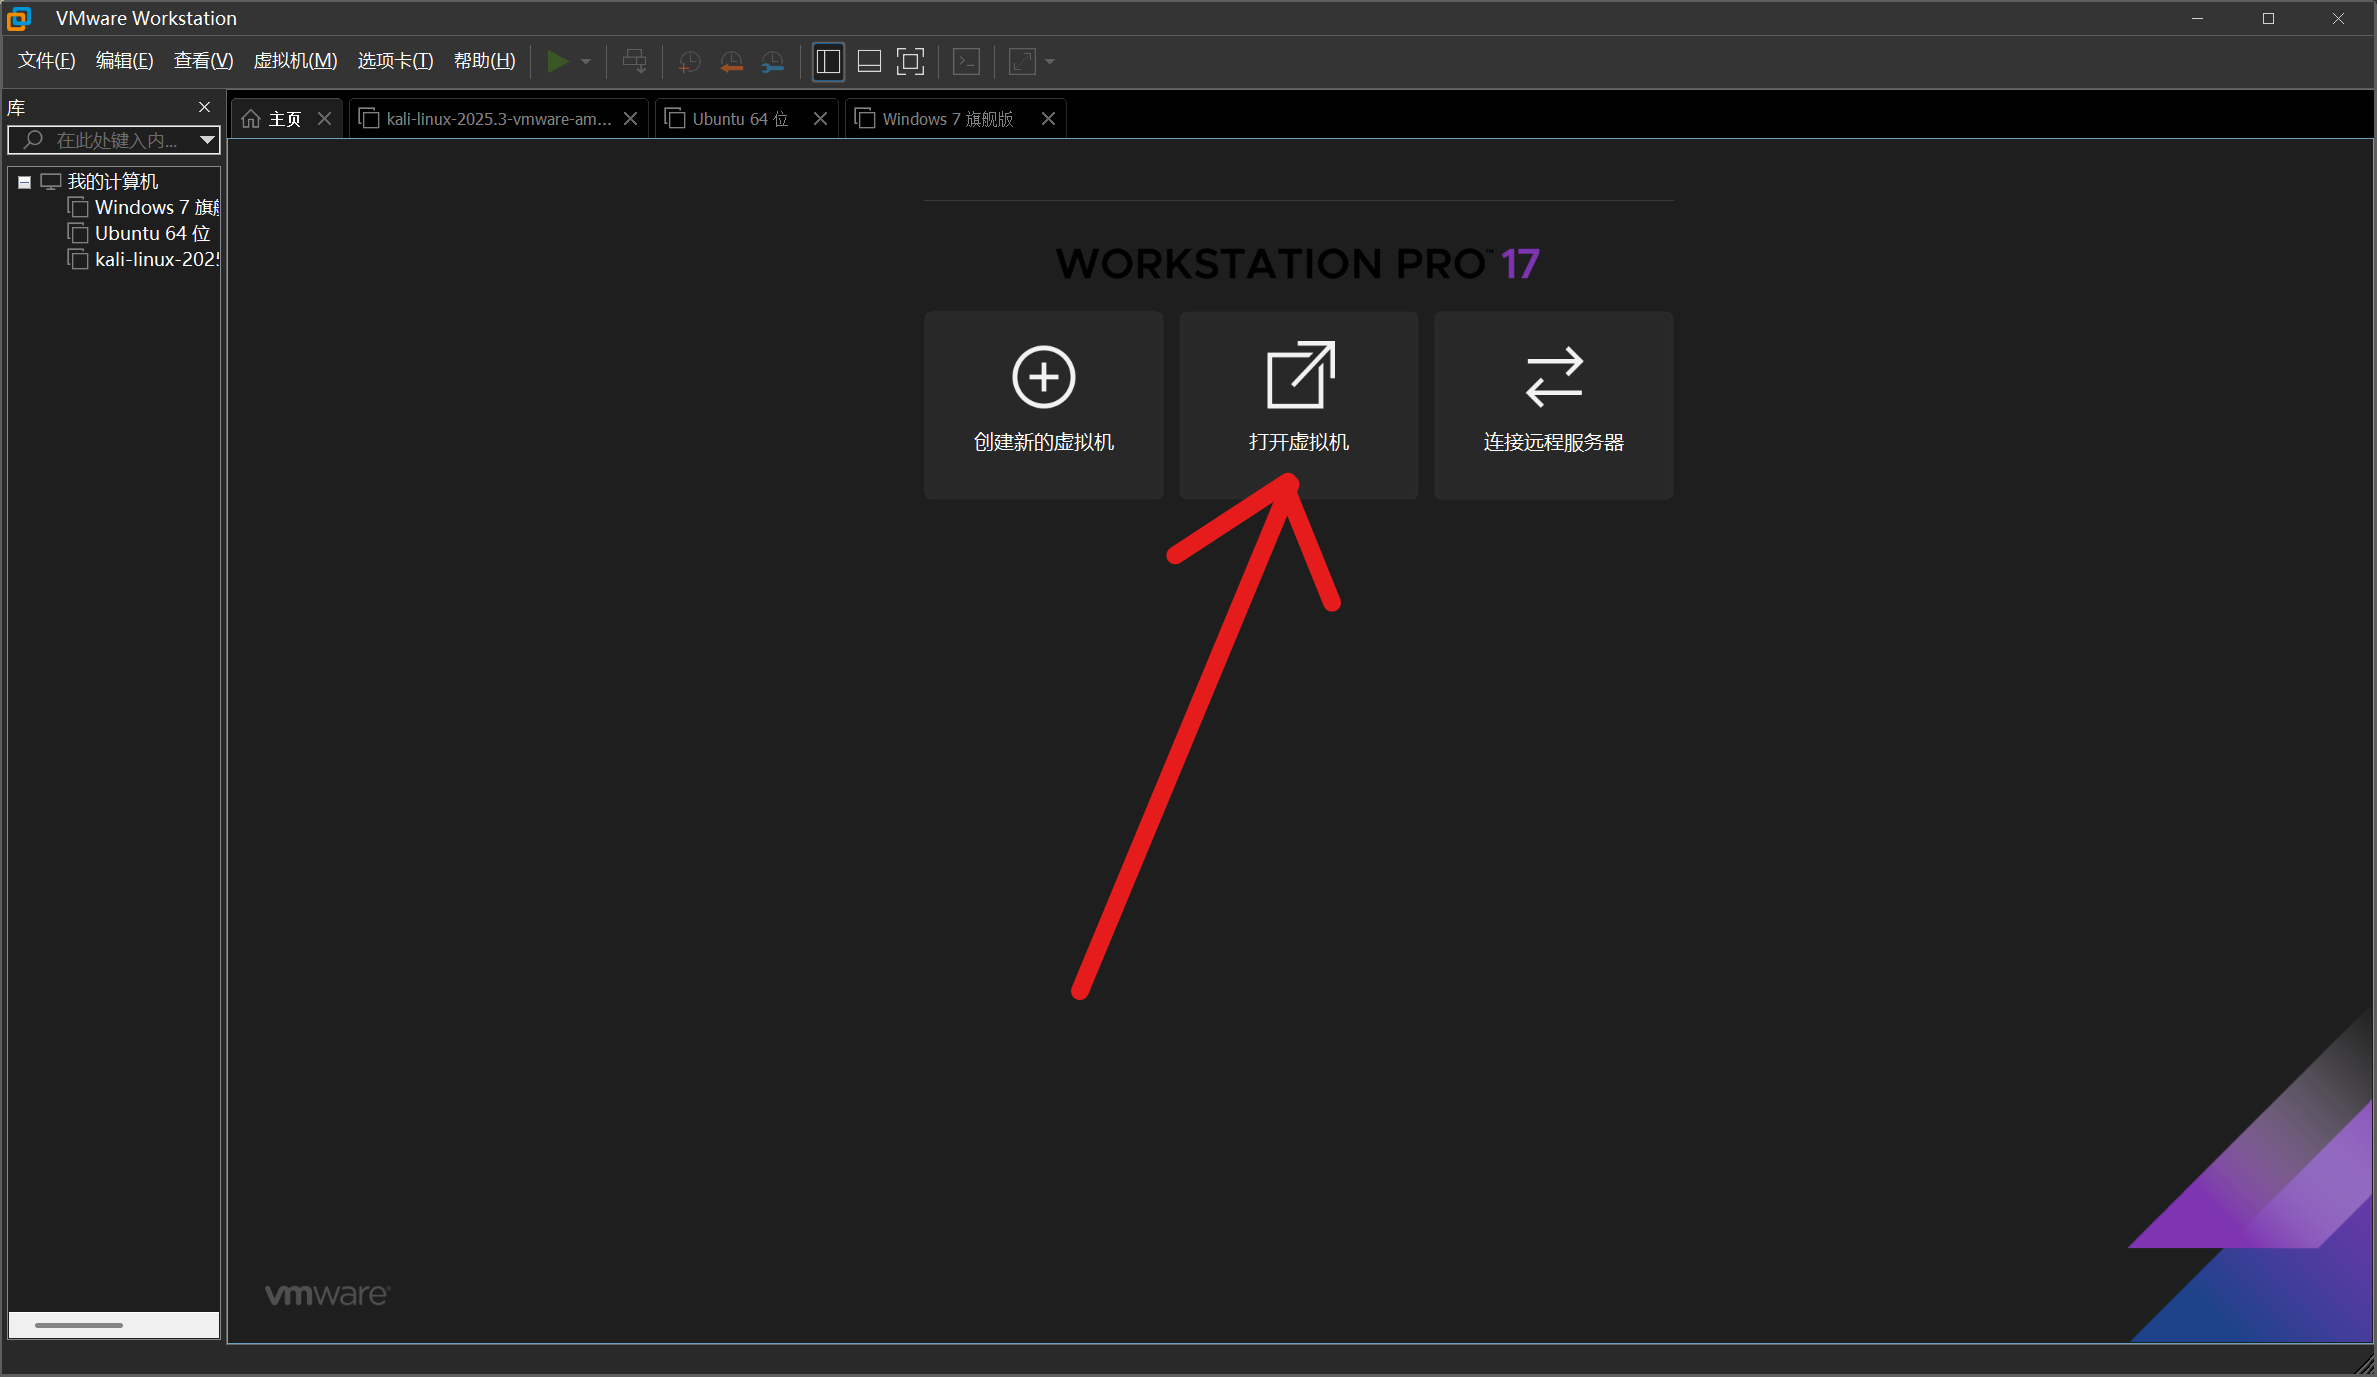 VMware Workstation
文件(F) 编辑(E) 查看(V) 虚拟机(M) 选项卡(T) 帮助(H)
库
在此处键入内...
我的计算机
Windows 7 旗舰
Ubuntu 64 位
kali-linux-202
主页
kali-linux-2025.3-vmware-am...
Ubuntu 64 位
Windows 7 旗舰版
WORKSTATION PRO™ 17
创建新的虚拟机
打开虚拟机
连接远程服务器
vmware®